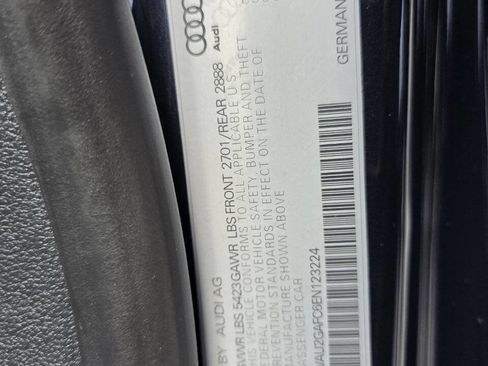 Audi
GERMAN
BY AUDI AG
GVWR LBS 5423 GAWR LBS FRONT 2701/REAR 2888
THIS VEHICLE CONFORMS TO ALL APPLICABLE U S
FEDERAL MOTOR VEHICLE SAFETY, BUMPER AND THEFT
PREVENTION STANDARDS IN EFFECT ON THE DATE OF
MANUFACTURE SHOWN ABOVE
PASSENGER CAR
WAU2GAFC6EN123224